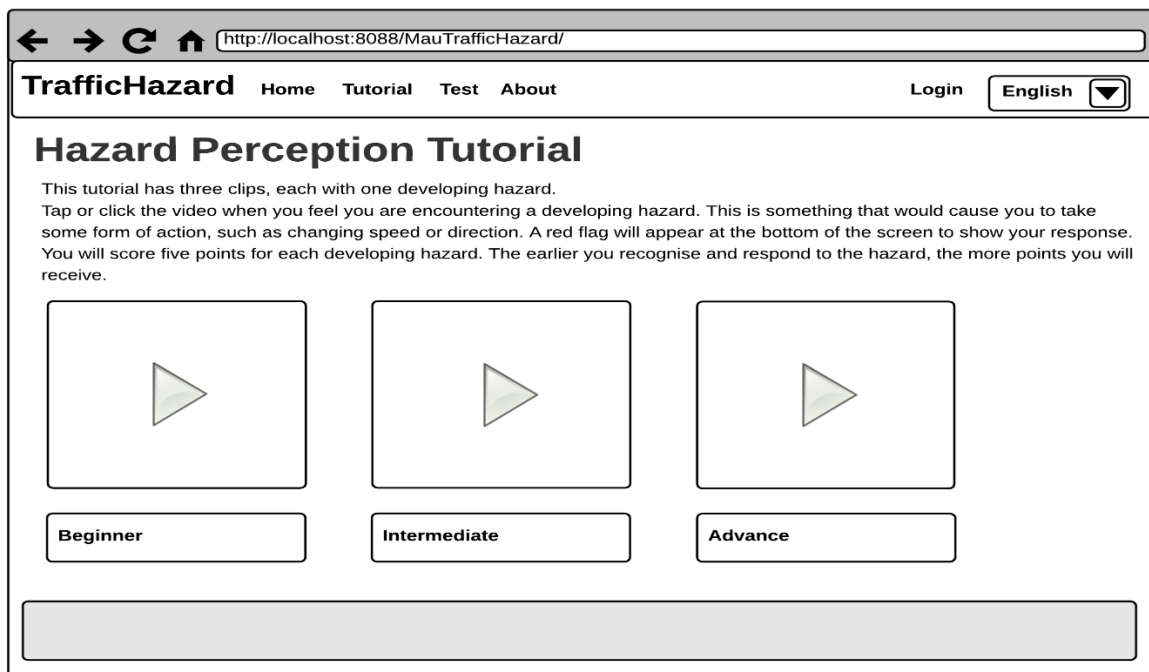 http://localhost:8088/MauTrafficHazard/
TrafficHazard Home Tutorial Test About Login English
Hazard Perception Tutorial
This tutorial has three clips, each with one developing hazard.
Tap or click the video when you feel you are encountering a developing hazard. This is something that would cause you to take
some form of action, such as changing speed or direction. A red flag will appear at the bottom of the screen to show your response.
You will score five points for each developing hazard. The earlier you recognise and respond to the hazard, the more points you will
receive.
Beginner Intermediate Advance